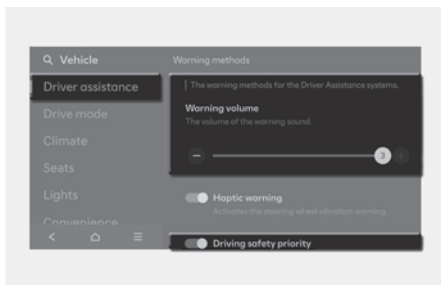 Vehicle
Warning methods
Driver assistance
The warning methods for the Driver Assistance systems.
Drive mode
Warning volume
The volume of the warning sound.
Climate
3
Seats
Lights
Haptic warning
Activates the steering wheel vibration warning.
Convenience
Driving safety priority